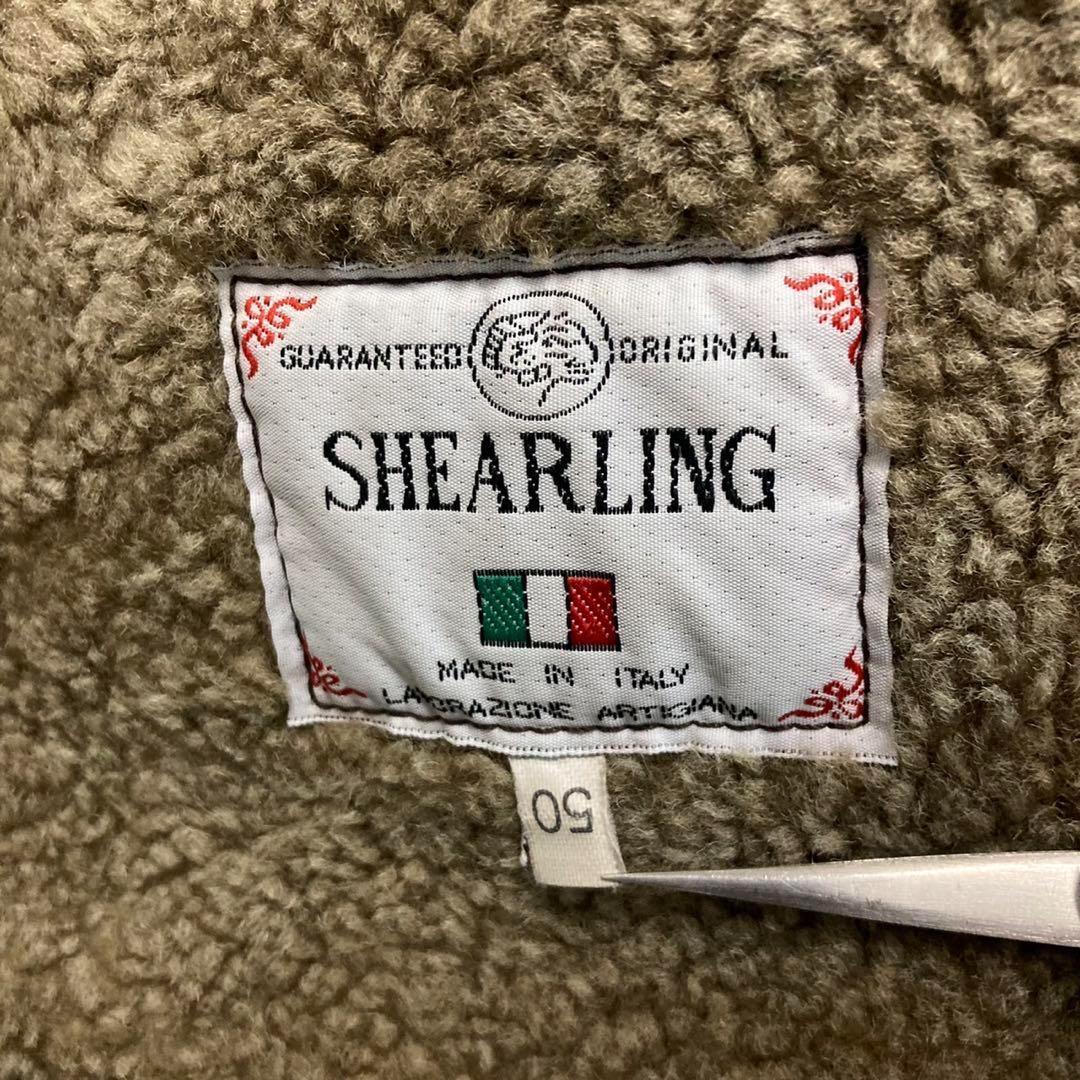 GUARANTEED ORIGINAL
SHEARLING
MADE IN ITALY
LAVORAZIONE ARTIGIANA
50